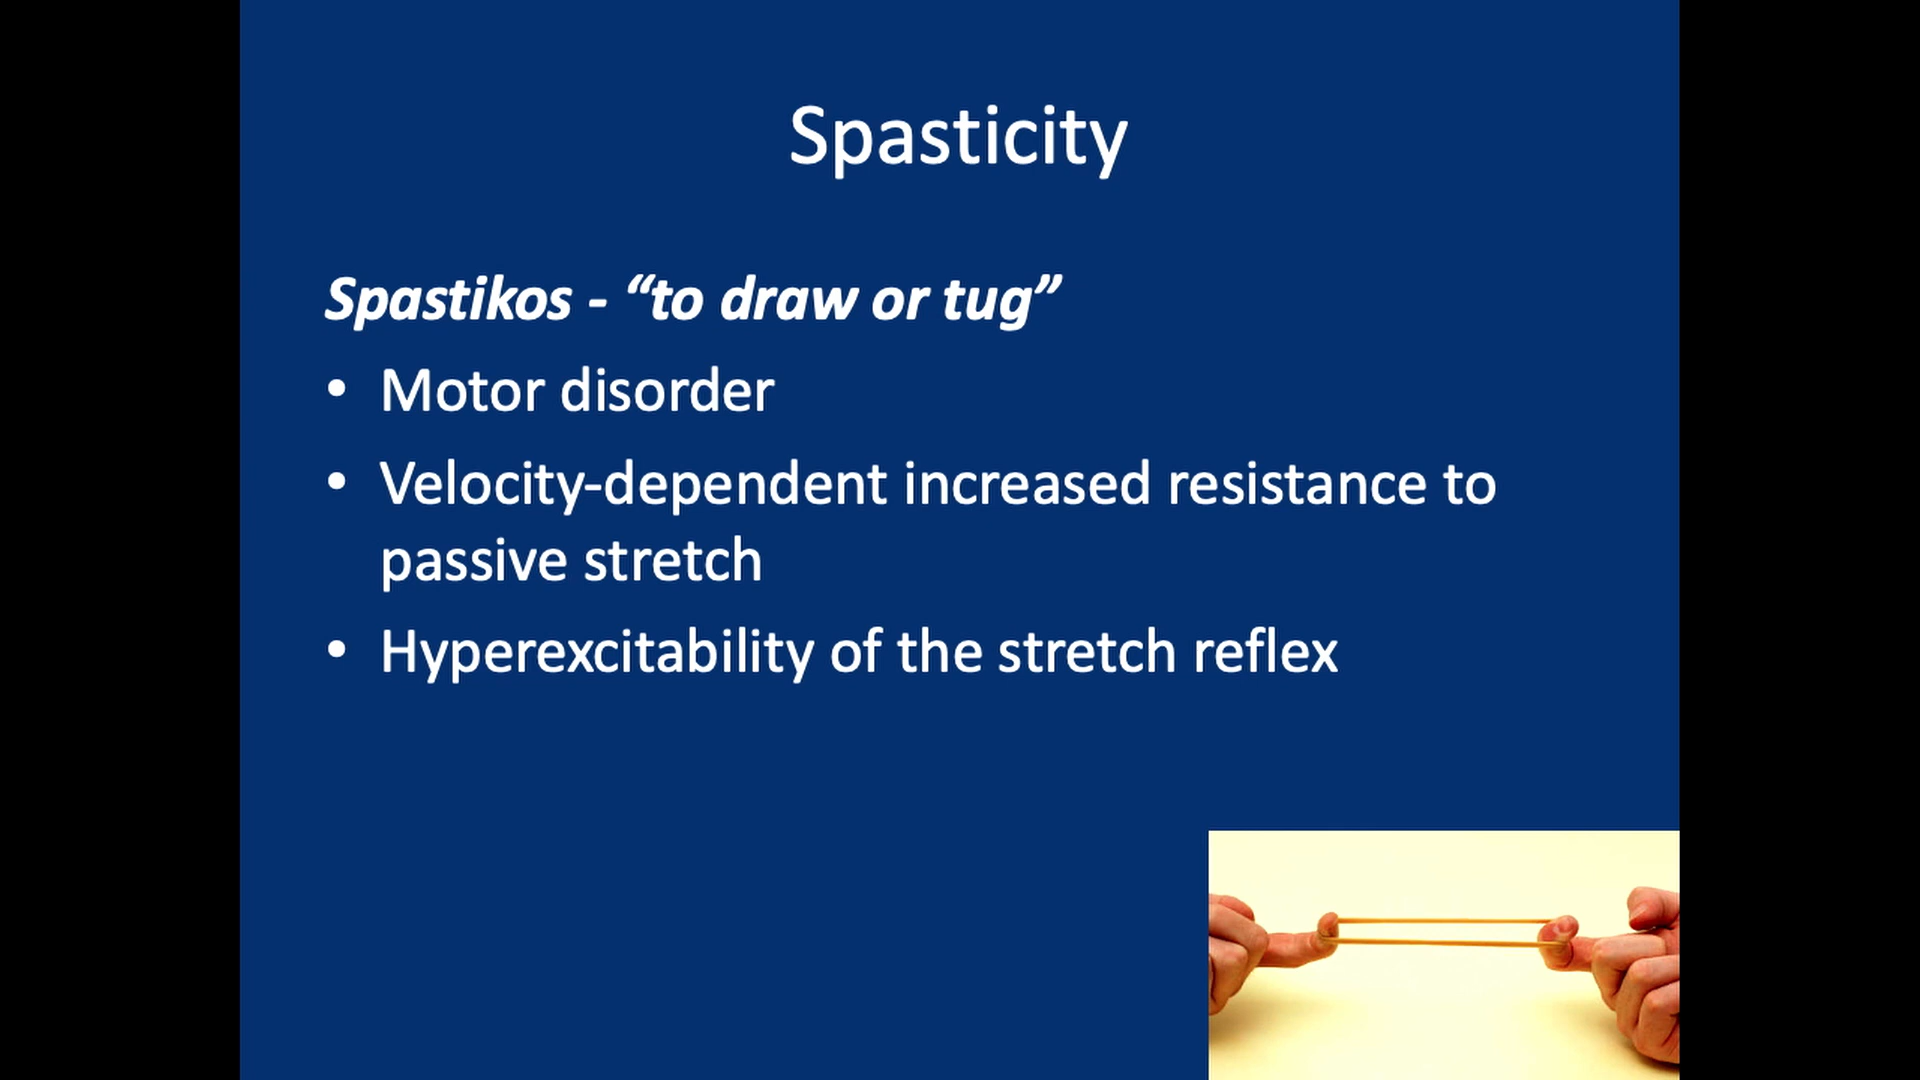 Spasticity
Spastikos - “to draw or tug”
• Motor disorder
• Velocity-dependent increased resistance to
passive stretch
• Hyperexcitability of the stretch reflex